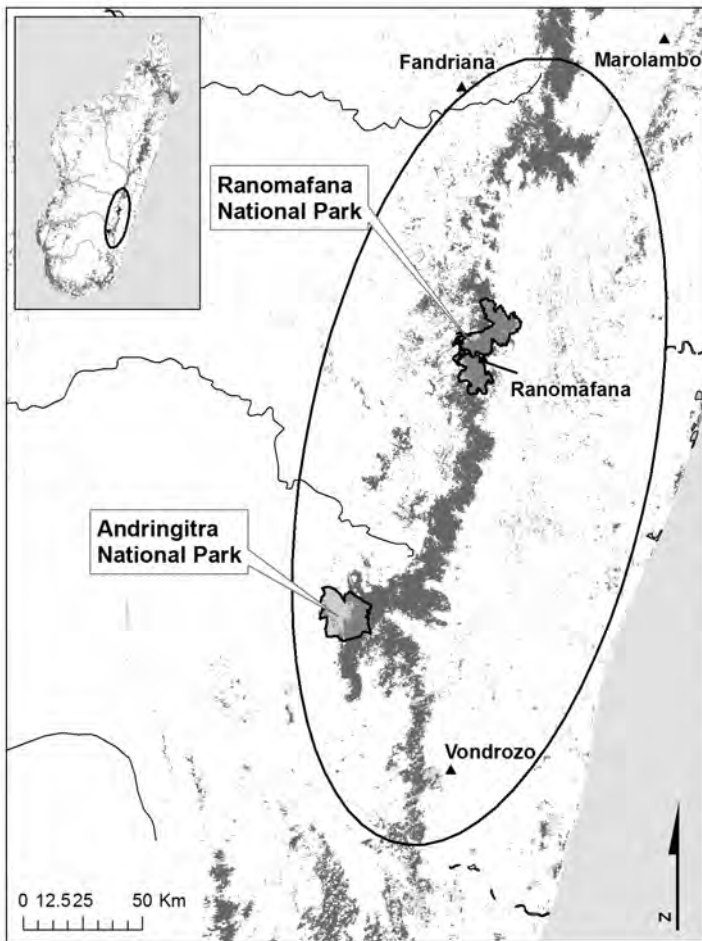 Fandriana
Marolambo
Ranomafana
National Park
Ranomafana
Andringitra
National Park
Vondrozo
0 12.525 50 Km
N